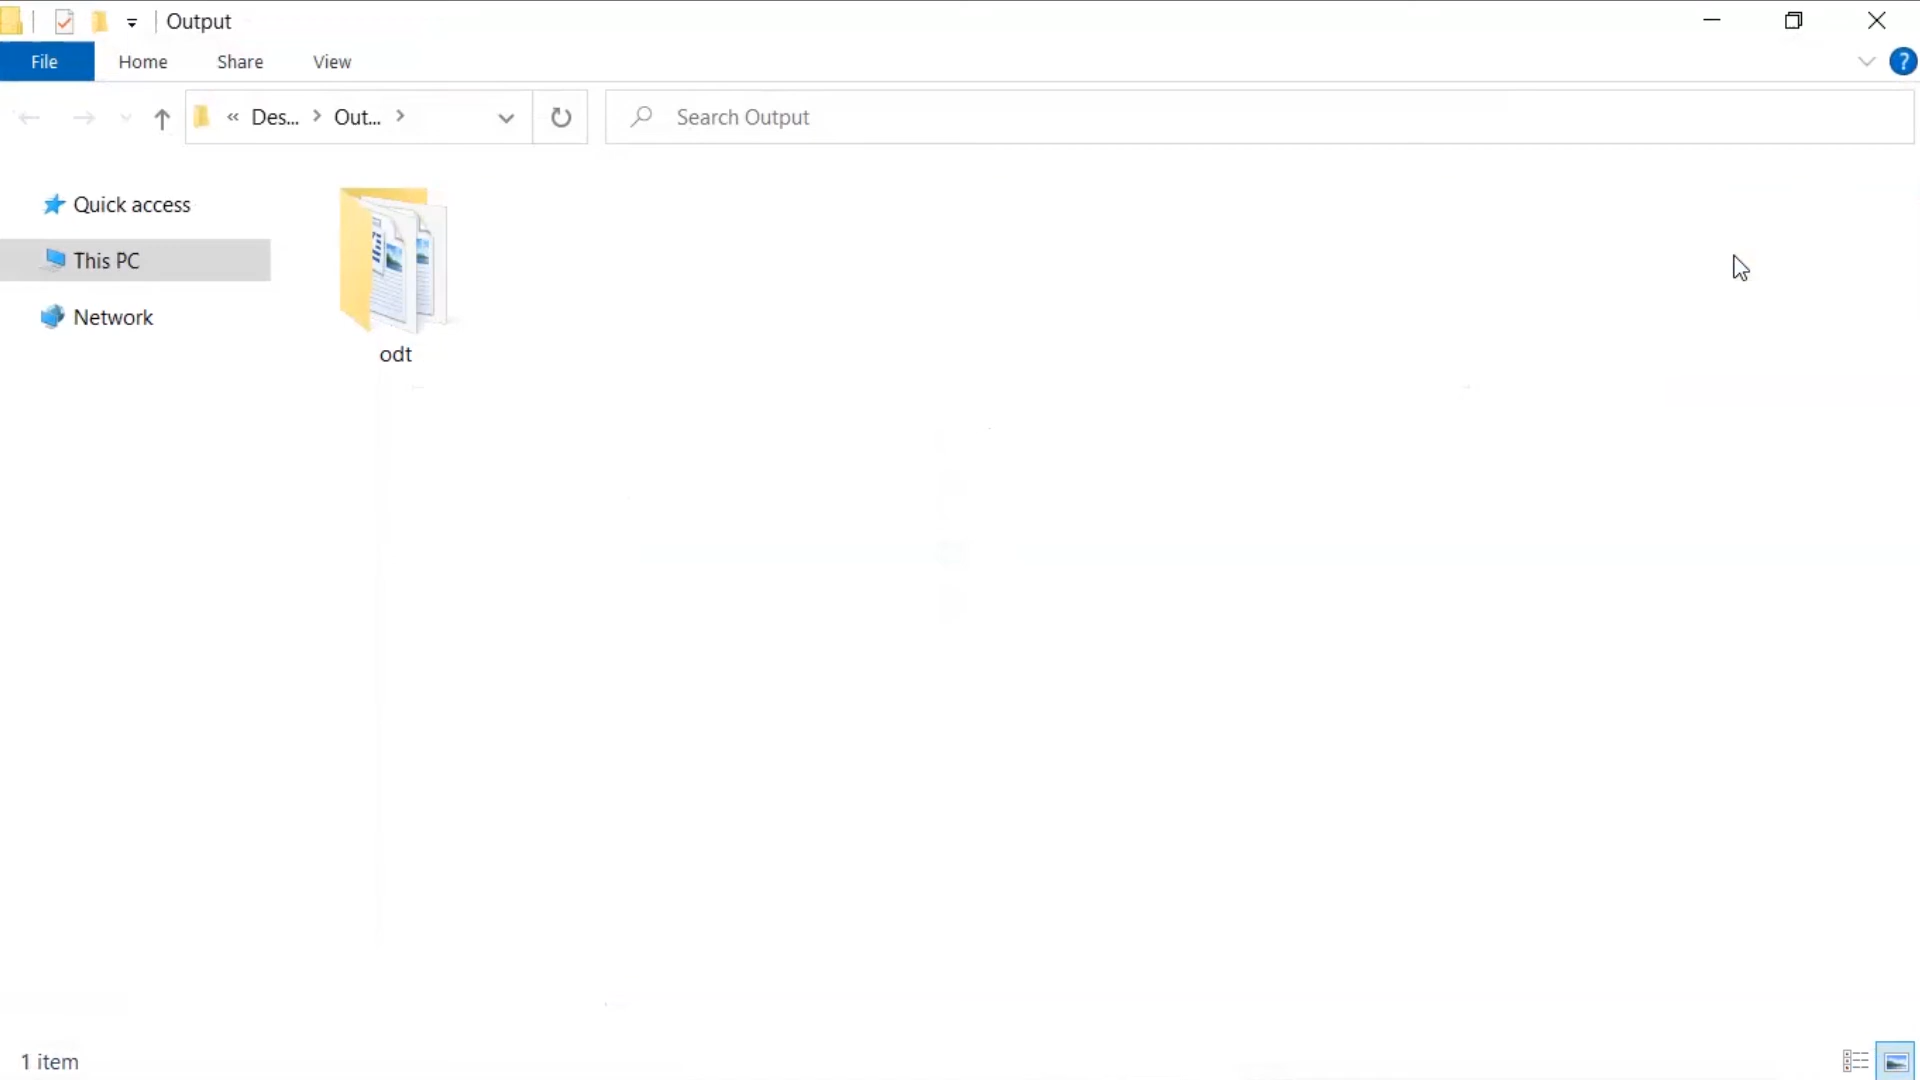 Output
File Home Share View ?
« Des... > Out... > Search Output
Quick access
This PC
Network
odt
1 item